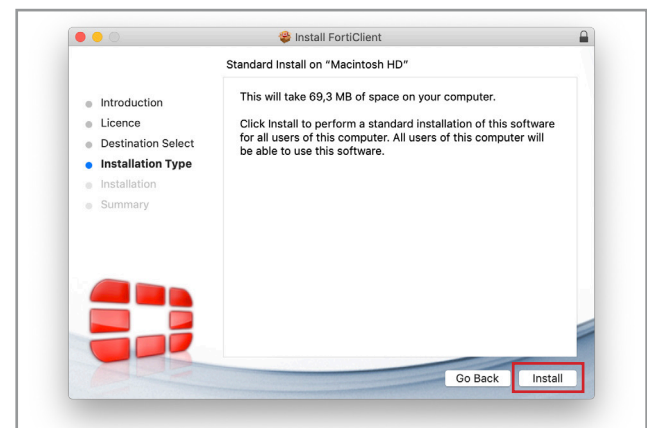 Install FortiClient
Standard Install on “Macintosh HD”
Introduction
Licence
Destination Select
Installation Type
Installation
Summary
This will take 69,3 MB of space on your computer.
Click Install to perform a standard installation of this software
for all users of this computer. All users of this computer will
be able to use this software.
Go Back
Install